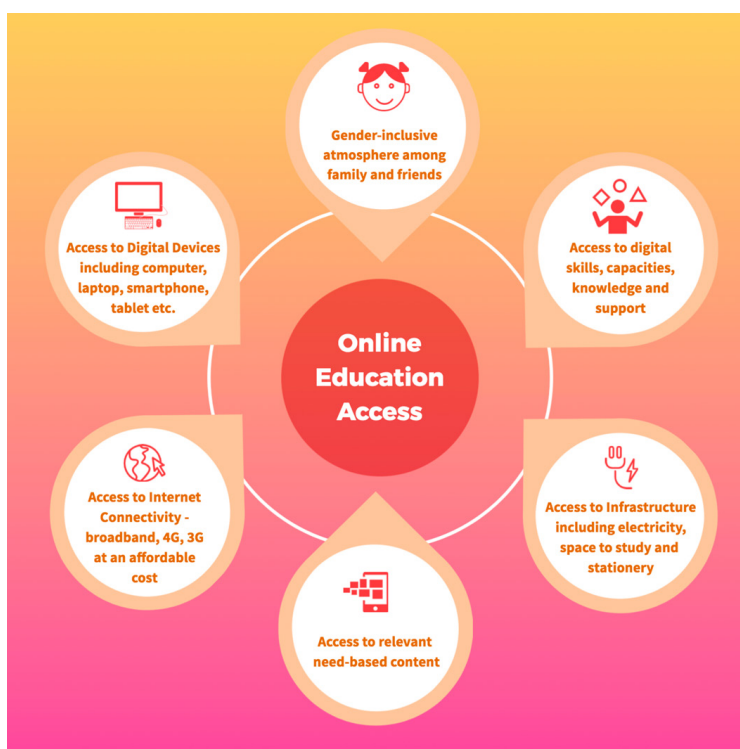 Gender-inclusive
atmosphere among
family and friends
Access to Digital Devices
including computer,
laptop, smartphone,
tablet etc.
Access to digital
skills, capacities,
knowledge and
support
Online
Education
Access
Access to Internet
Connectivity -
broadband, 4G, 3G
at an affordable
cost
Access to Infrastructure
including electricity,
space to study and
stationery
Access to relevant
need-based content